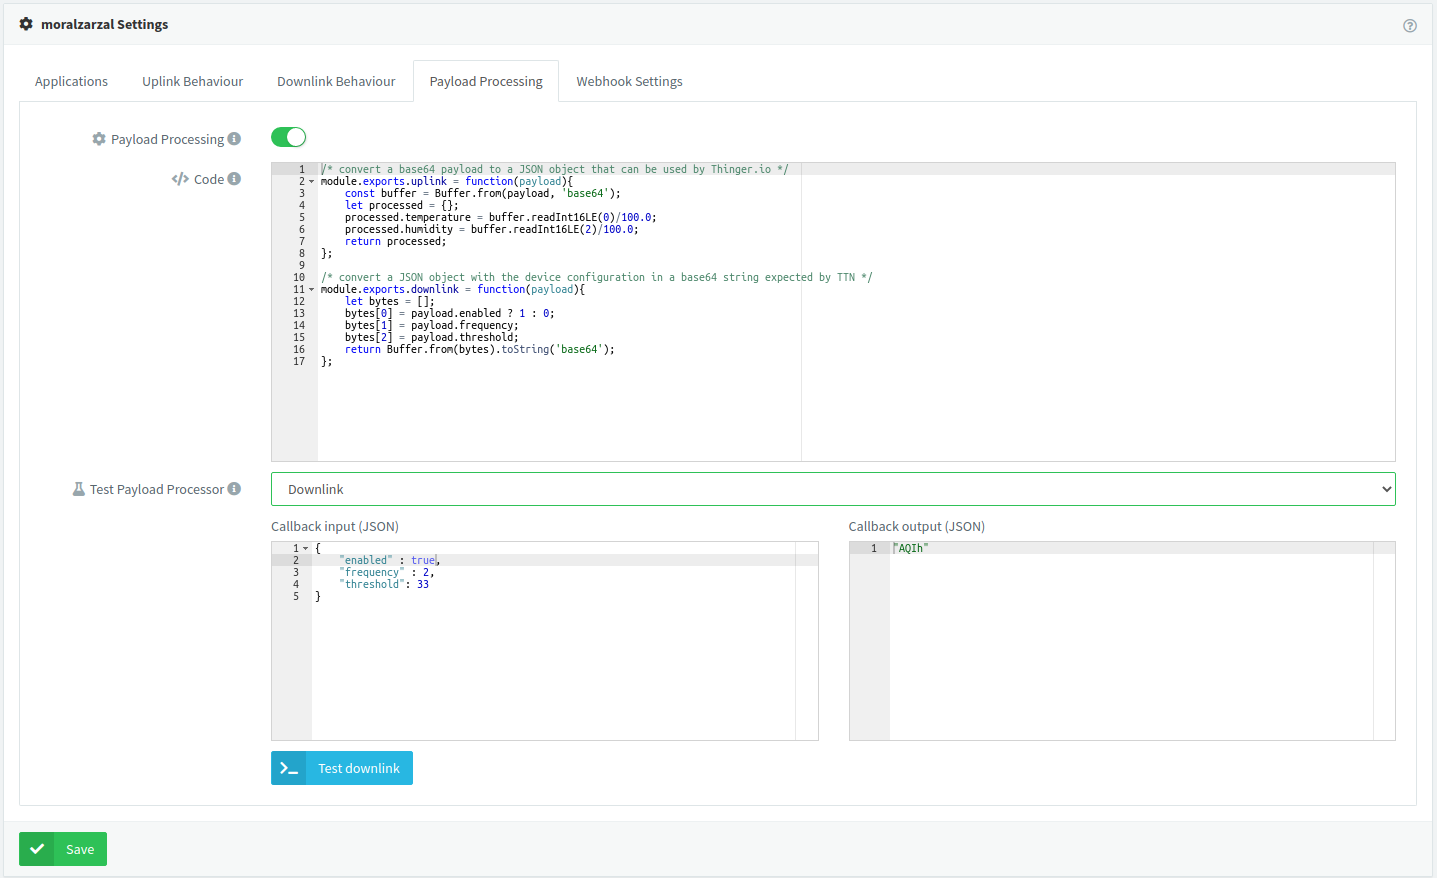 moralzarzal Settings
Applications Uplink Behaviour Downlink Behaviour Payload Processing Webhook Settings
Payload Processing
Code
1 /* convert a base64 payload to a JSON object that can be used by Thinger.io */
2 module.exports.uplink = function(payload){
3     const buffer = Buffer.from(payload, 'base64');
4     let processed = {};
5     processed.temperature = buffer.readInt16LE(0)/100.0;
6     processed.humidity = buffer.readInt16LE(2)/100.0;
7     return processed;
8 };
9
10 /* convert a JSON object with the device configuration in a base64 string expected by TTN */
11 module.exports.downlink = function(payload){
12     let bytes = [];
13     bytes[0] = payload.enabled ? 1 : 0;
14     bytes[1] = payload.frequency;
15     bytes[2] = payload.threshold;
16     return Buffer.from(bytes).toString('base64');
17 };
Test Payload Processor
Downlink
Callback input (JSON)
1 {
2     "enabled" : true,
3     "frequency" : 2,
4     "threshold": 33
5 }
Callback output (JSON)
1 "AQIh"
Test downlink
Save